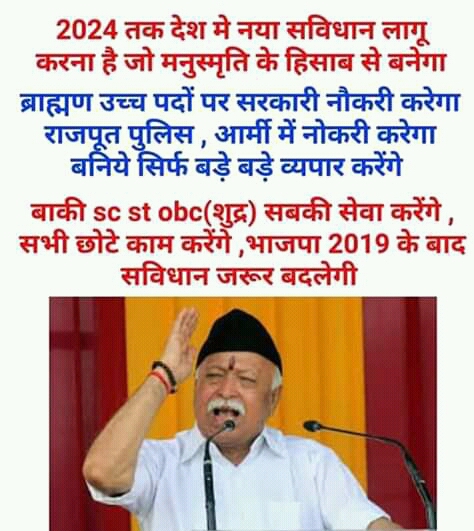 2024 तक देश मे नया सविधान लागू
करना है जो मनुस्मृति के हिसाब से बनेगा
ब्राह्मण उच्च पदों पर सरकारी नौकरी करेगा
राजपूत पुलिस , आर्मी में नोकरी करेगा
बनिये सिर्फ बड़े बड़े व्यपार करेंगे
बाकी sc st obc(शुद्र) सबकी सेवा करेंगे ,
सभी छोटे काम करेंगे ,भाजपा 2019 के बाद
सविधान जरूर बदलेगी